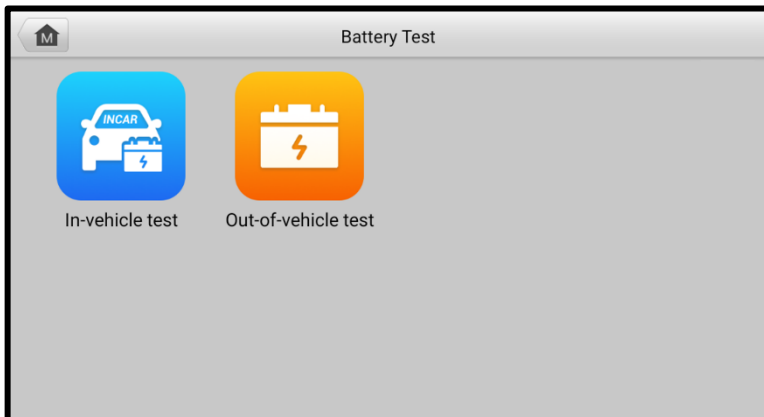 M
Battery Test
INCAR
In-vehicle test
Out-of-vehicle test